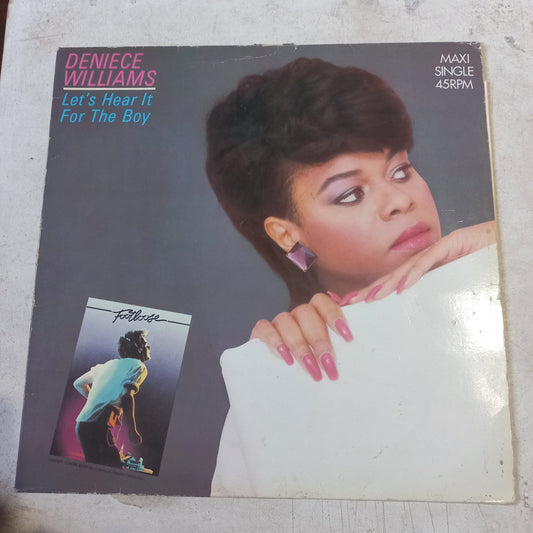 DENIECE
WILLIAMS
Let's Hear It
For The Boy
MAXI
SINGLE
45RPM
Footloose